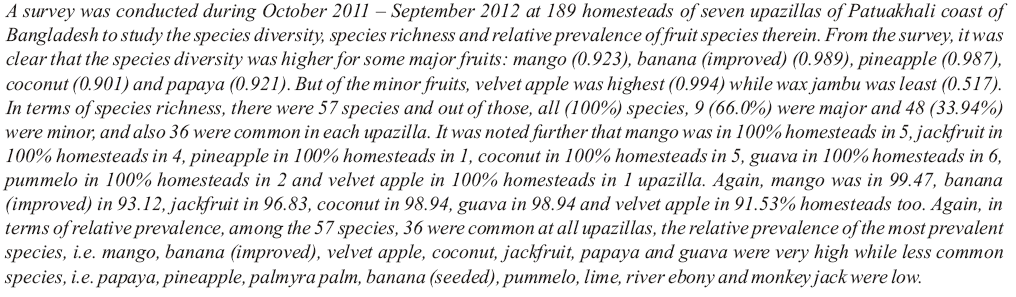 A survey was conducted during October 2011 – September 2012 at 189 homesteads of seven upazillas of Patuakhali coast of
Bangladesh to study the species diversity, species richness and relative prevalence of fruit species therein. From the survey, it was
clear that the species diversity was higher for some major fruits: mango (0.923), banana (improved) (0.989), pineapple (0.987),
coconut (0.901) and papaya (0.921). But of the minor fruits, velvet apple was highest (0.994) while wax jambu was least (0.517).
In terms of species richness, there were 57 species and out of those, all (100%) species, 9 (66.0%) were major and 48 (33.94%)
were minor, and also 36 were common in each upazilla. It was noted further that mango was in 100% homesteads in 5, jackfruit in
100% homesteads in 4, pineapple in 100% homesteads in 1, coconut in 100% homesteads in 5, guava in 100% homesteads in 6,
pummelo in 100% homesteads in 2 and velvet apple in 100% homesteads in 1 upazilla. Again, mango was in 99.47, banana
(improved) in 93.12, jackfruit in 96.83, coconut in 98.94, guava in 98.94 and velvet apple in 91.53% homesteads too. Again, in
terms of relative prevalence, among the 57 species, 36 were common at all upazillas, the relative prevalence of the most prevalent
species, i.e. mango, banana (improved), velvet apple, coconut, jackfruit, papaya and guava were very high while less common
species, i.e. papaya, pineapple, palmyra palm, banana (seeded), pummelo, lime, river ebony and monkey jack were low.